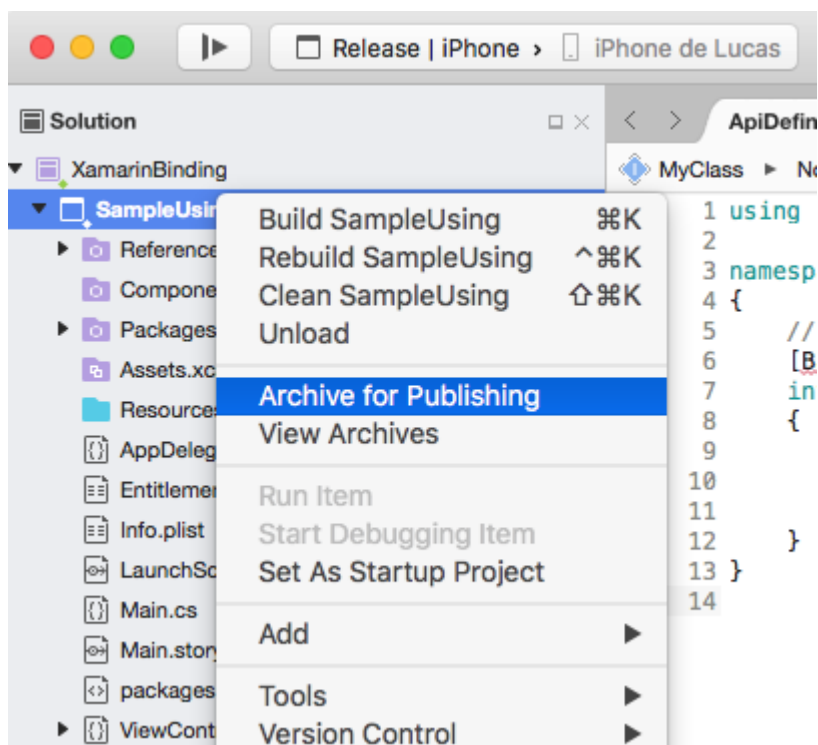 Release | iPhone › iPhone de Lucas
Solution
ApiDefin
XamarinBinding
MyClass ▶ No
SampleUsin
Reference
Compone
Packages
Assets.xc
Resources
AppDeleg
Entitlemen
Info.plist
LaunchSc
Main.cs
Main.story
packages
ViewCont
Build SampleUsing ⌘K
Rebuild SampleUsing ^⌘K
Clean SampleUsing ⇧⌘K
Unload
Archive for Publishing
View Archives
Run Item
Start Debugging Item
Set As Startup Project
Add ▶
Tools ▶
Version Control ▶
1 using
2
3 namesp
4 {
5 //
6 [B
7 in
8 {
9
10
11
12 }
13 }
14